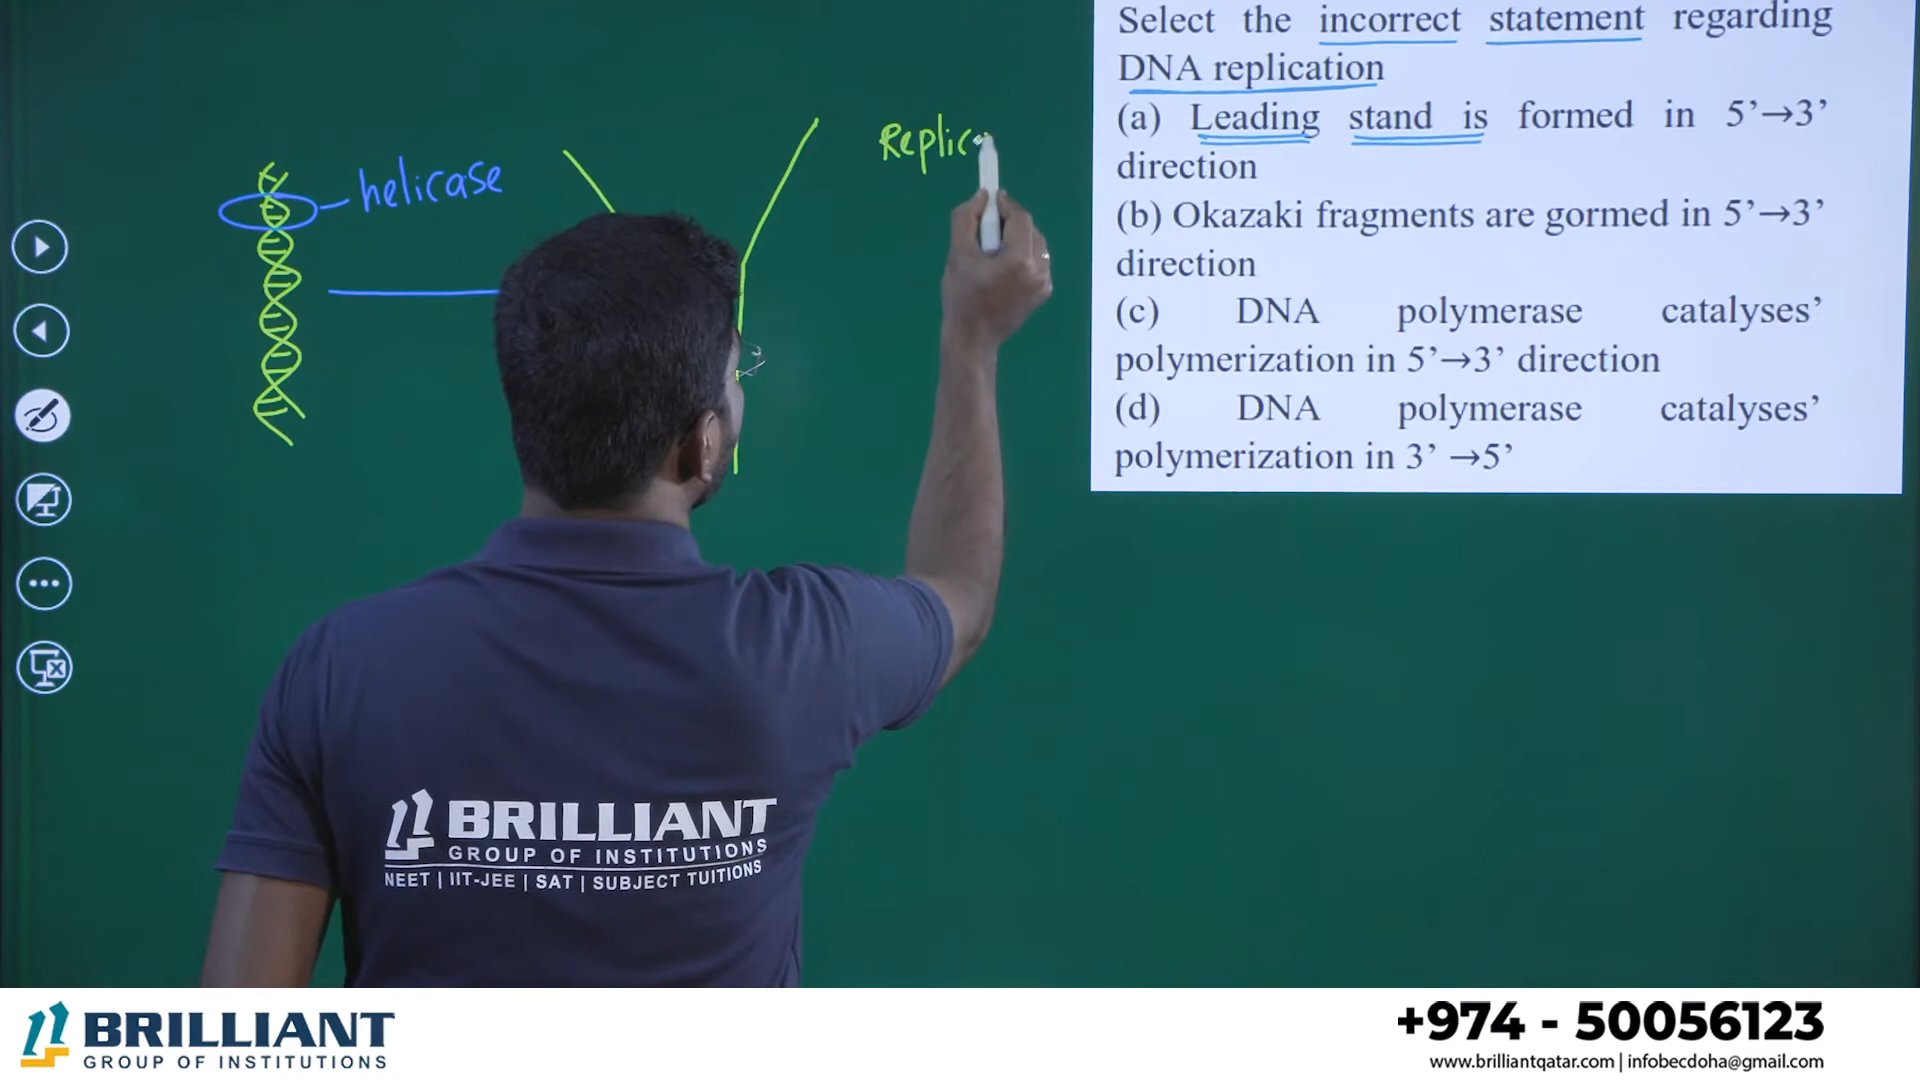 Select the incorrect statement regarding
DNA replication
(a) Leading stand is formed in 5’→3’
direction
(b) Okazaki fragments are gormed in 5’→3’
direction
(c) DNA polymerase catalyses’
polymerization in 5’→3’ direction
(d) DNA polymerase catalyses’
polymerization in 3’ →5’
Replic
helicase
BRILLIANT
GROUP OF INSTITUTIONS
NEET | IIT-JEE | SAT | SUBJECT TUITIONS
BRILLIANT
GROUP OF INSTITUTIONS
+974 - 50056123
www.brilliantqatar.com | infobecdoha@gmail.com